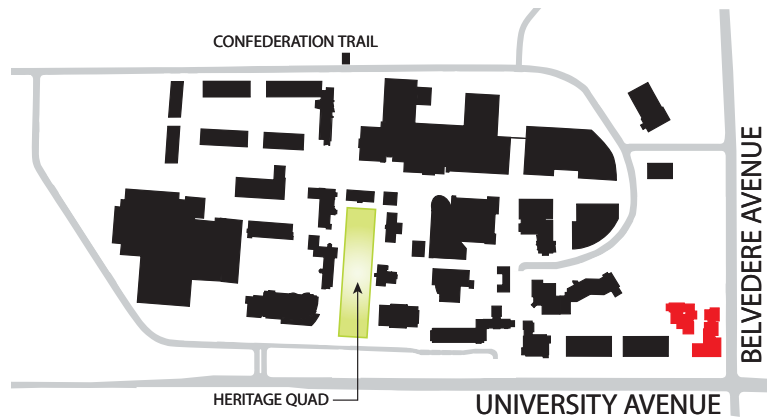 CONFEDERATION TRAIL
BELVEDERE AVENUE
HERITAGE QUAD
UNIVERSITY AVENUE